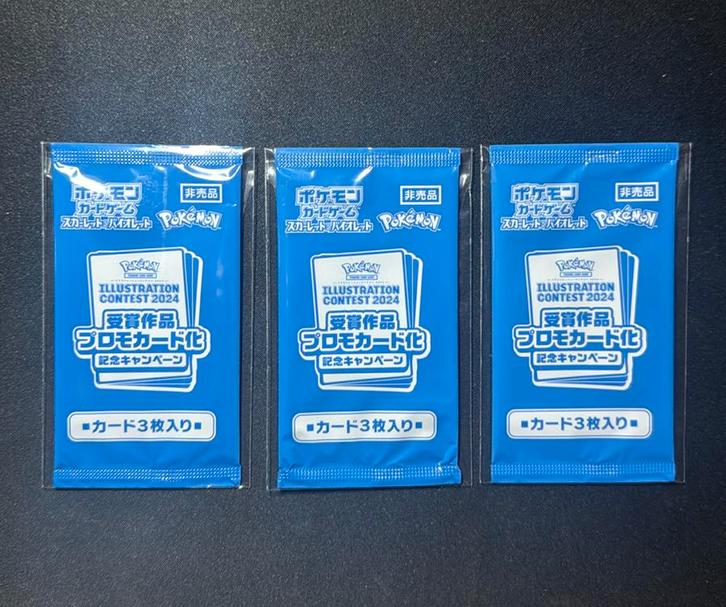 ポケモン
カードゲーム
スカーレット&バイオレット
非売品
POKéMON
POKéMON
ILLUSTRATION
CONTEST 2024
受賞作品
プロモカード化
記念キャンペーン
■カード3枚入り■
ポケモン
カードゲーム
スカーレット&バイオレット
非売品
POKéMON
POKéMON
ILLUSTRATION
CONTEST 2024
受賞作品
プロモカード化
記念キャンペーン
■カード3枚入り■
ポケモン
カードゲーム
スカーレット&バイオレット
非売品
POKéMON
POKéMON
ILLUSTRATION
CONTEST 2024
受賞作品
プロモカード化
記念キャンペーン
■カード3枚入り■